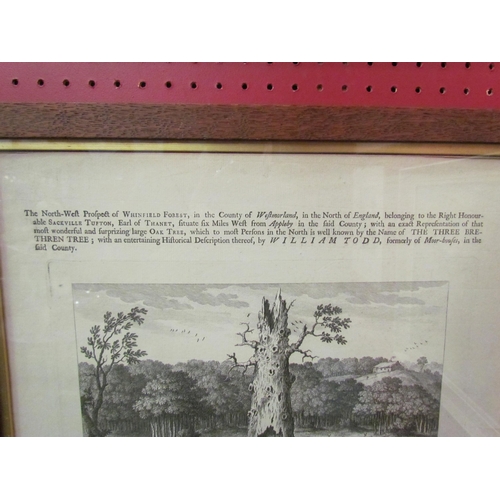 The North-Weſt Proſpect of WHINFIELD FOREST, in the County of Weſtmorland, in the North of England, belonging to the Right Honour-
able SACKVILLE TUFTON, Earl of THANET, ſituate ſix Miles Weſt from Appleby in the ſaid County; with an exact Repreſentation of that
moſt wonderful and ſurprizing large OAK TREE, which to moſt Perſons in the North is well known by the Name of THE THREE BRE-
THREN TREE; with an entertaining Hiſtorical Deſcription thereof, by WILLIAM TODD, formerly of Moor-houſes, in the
ſaid County.